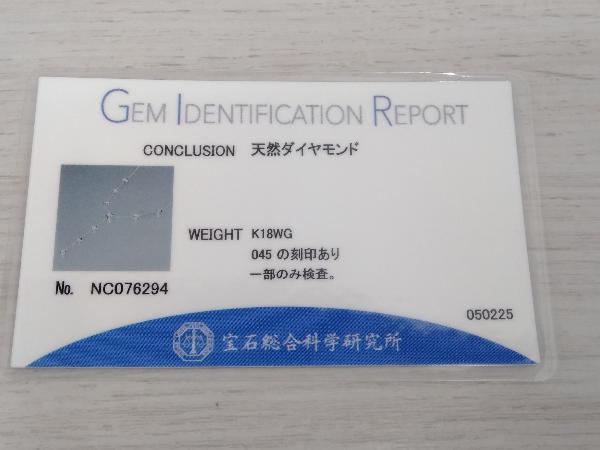 GEM IDENTIFICATION REPORT
CONCLUSION 天然ダイヤモンド
WEIGHT K18WG
045 の刻印あり
一部のみ検査。
No. NC076294
050225
宝石総合科学研究所